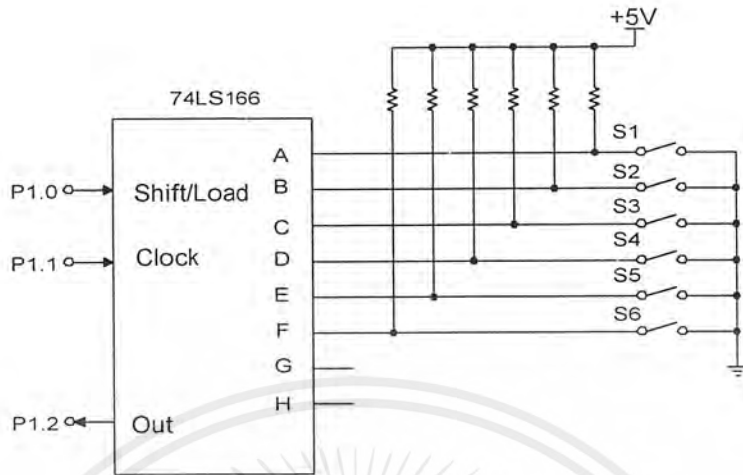 +5V
74LS166
A
S1
P1.0
Shift/Load
B
S2
C
S3
P1.1
Clock
D
S4
E
S5
F
S6
G
H
P1.2
Out